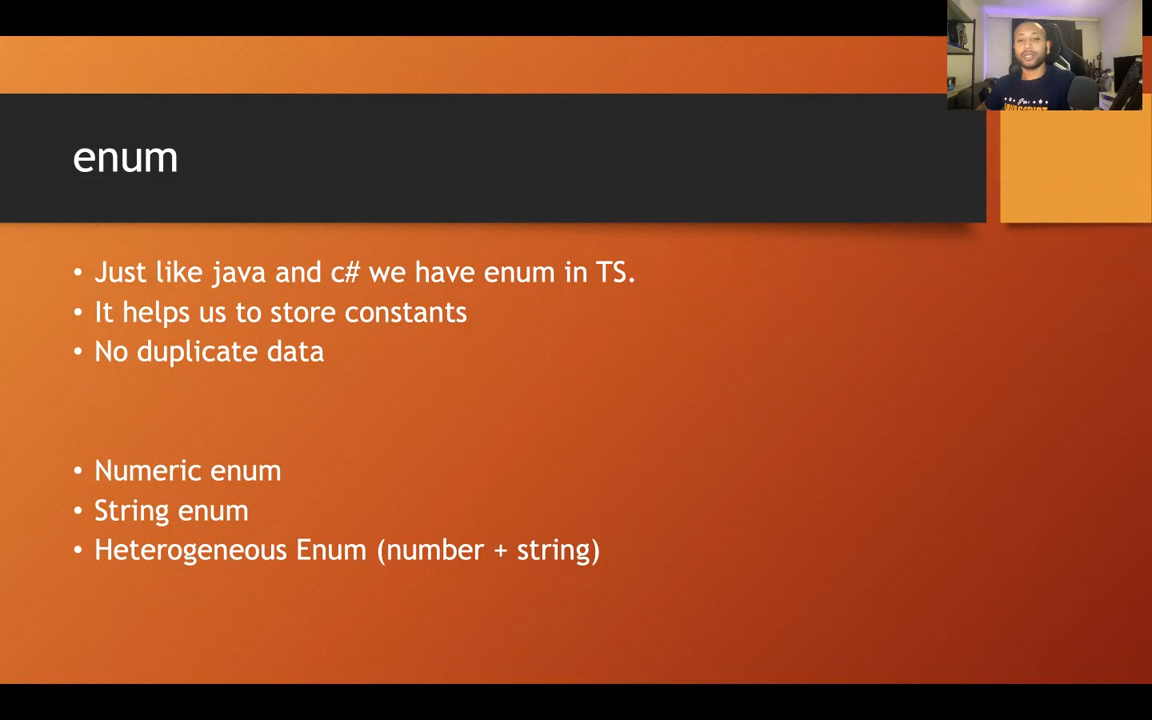 enum
• Just like java and c# we have enum in TS.
• It helps us to store constants
• No duplicate data
• Numeric enum
• String enum
• Heterogeneous Enum (number + string)